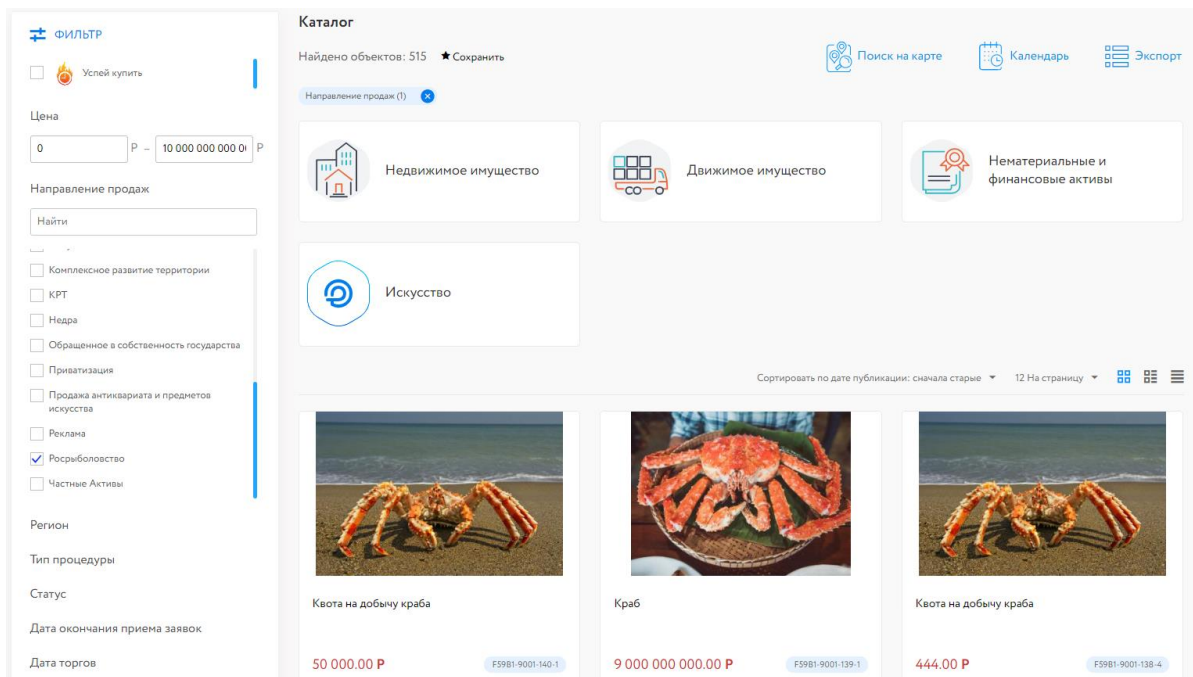 ФИЛЬТР
Успей купить
Цена
0 Р – 10 000 000 000 0 Р
Направление продаж
Найти
Комплексное развитие территории
КРТ
Недра
Обращенное в собственность государства
Приватизация
Продажа антиквариата и предметов
искусства
Реклама
Росрыболовство
Частные Активы
Регион
Тип процедуры
Статус
Дата окончания приема заявок
Дата торгов
Каталог
Найдено объектов: 515 ★ Сохранить
Поиск на карте Календарь Экспорт
Направление продаж (1)
Недвижимое имущество
Движимое имущество
Нематериальные и
финансовые активы
Искусство
Сортировать по дате публикации: сначала старые 12 На страницу
Квота на добычу краба
50 000.00 Р F59B1-9001-140-1
Краб
9 000 000 000.00 Р F59B1-9001-139-1
Квота на добычу краба
444.00 Р F59B1-9001-138-4